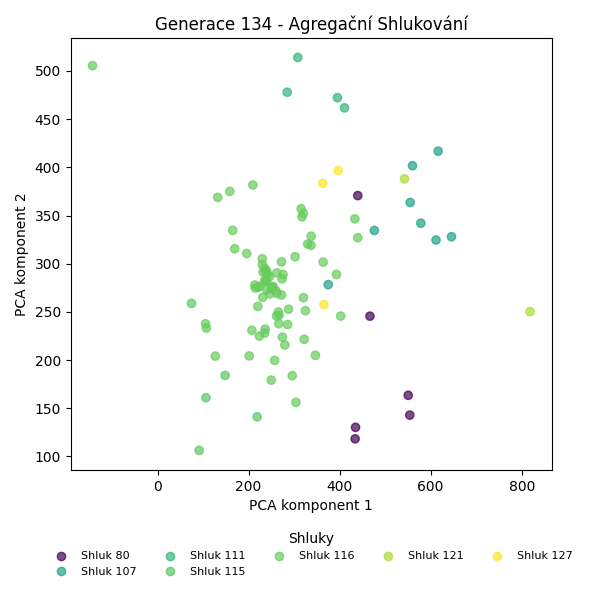 Generace 134 - Agregační Shlukování
500
450
400
350
300
250
200
150
100
PCA komponent 2
0 200 400 600 800
PCA komponent 1
Shluky
Shluk 80 Shluk 111 Shluk 116 Shluk 121 Shluk 127
Shluk 107 Shluk 115